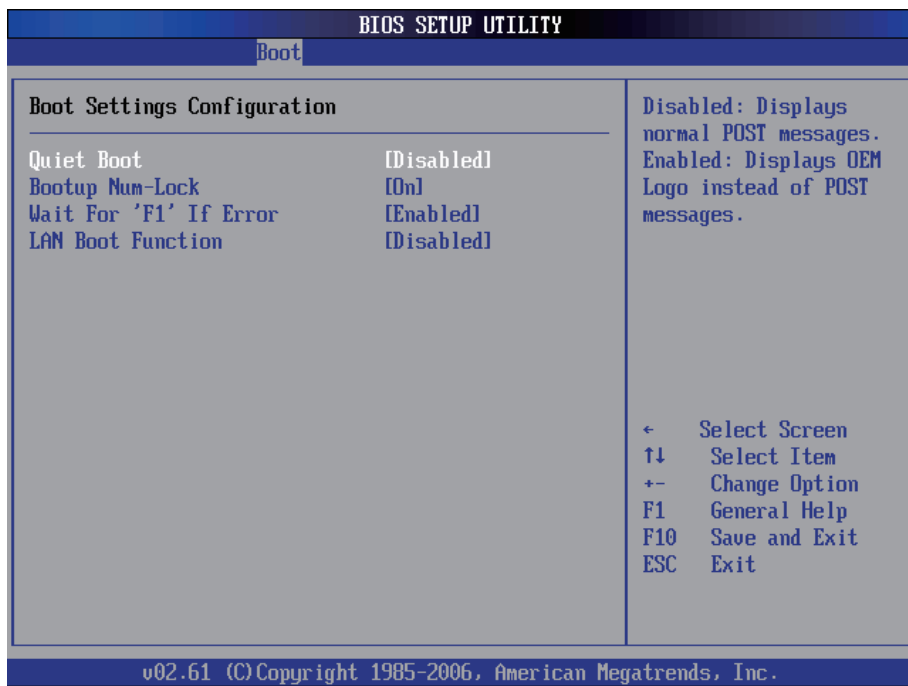 BIOS SETUP UTILITY
Boot
Boot Settings Configuration
Quiet Boot [Disabled]
Bootup Num-Lock [On]
Wait For 'F1' If Error [Enabled]
LAN Boot Function [Disabled]
Disabled: Displays
normal POST messages.
Enabled: Displays OEM
Logo instead of POST
messages.
← Select Screen
↑↓ Select Item
+- Change Option
F1 General Help
F10 Save and Exit
ESC Exit
v02.61 (C)Copyright 1985-2006, American Megatrends, Inc.